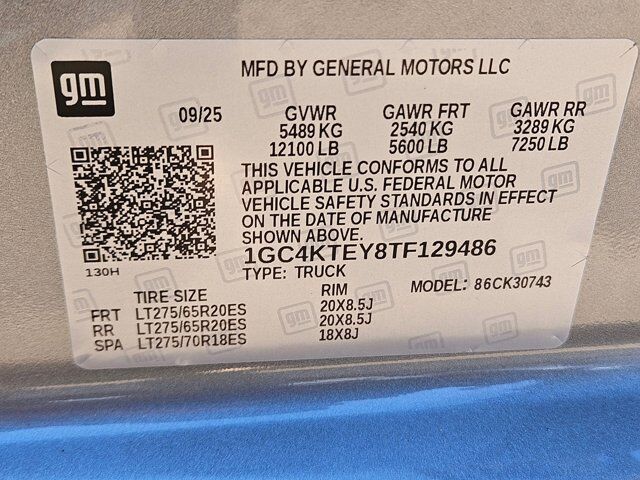 gm
MFD BY GENERAL MOTORS LLC
09/25 GVWR GAWR FRT GAWR RR
5489 KG 2540 KG 3289 KG
12100 LB 5600 LB 7250 LB
THIS VEHICLE CONFORMS TO ALL
APPLICABLE U.S. FEDERAL MOTOR
VEHICLE SAFETY STANDARDS IN EFFECT
ON THE DATE OF MANUFACTURE
SHOWN ABOVE.
1GC4KTEY8TF129486
130H TYPE: TRUCK
MODEL: 86CK30743
TIRE SIZE RIM
FRT LT275/65R20ES 20X8.5J
RR LT275/65R20ES 20X8.5J
SPA LT275/70R18ES 18X8J